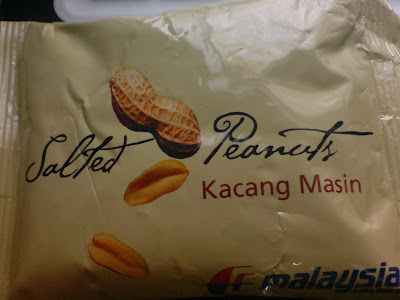 Salted Peanuts
Kacang Masin
malaysia